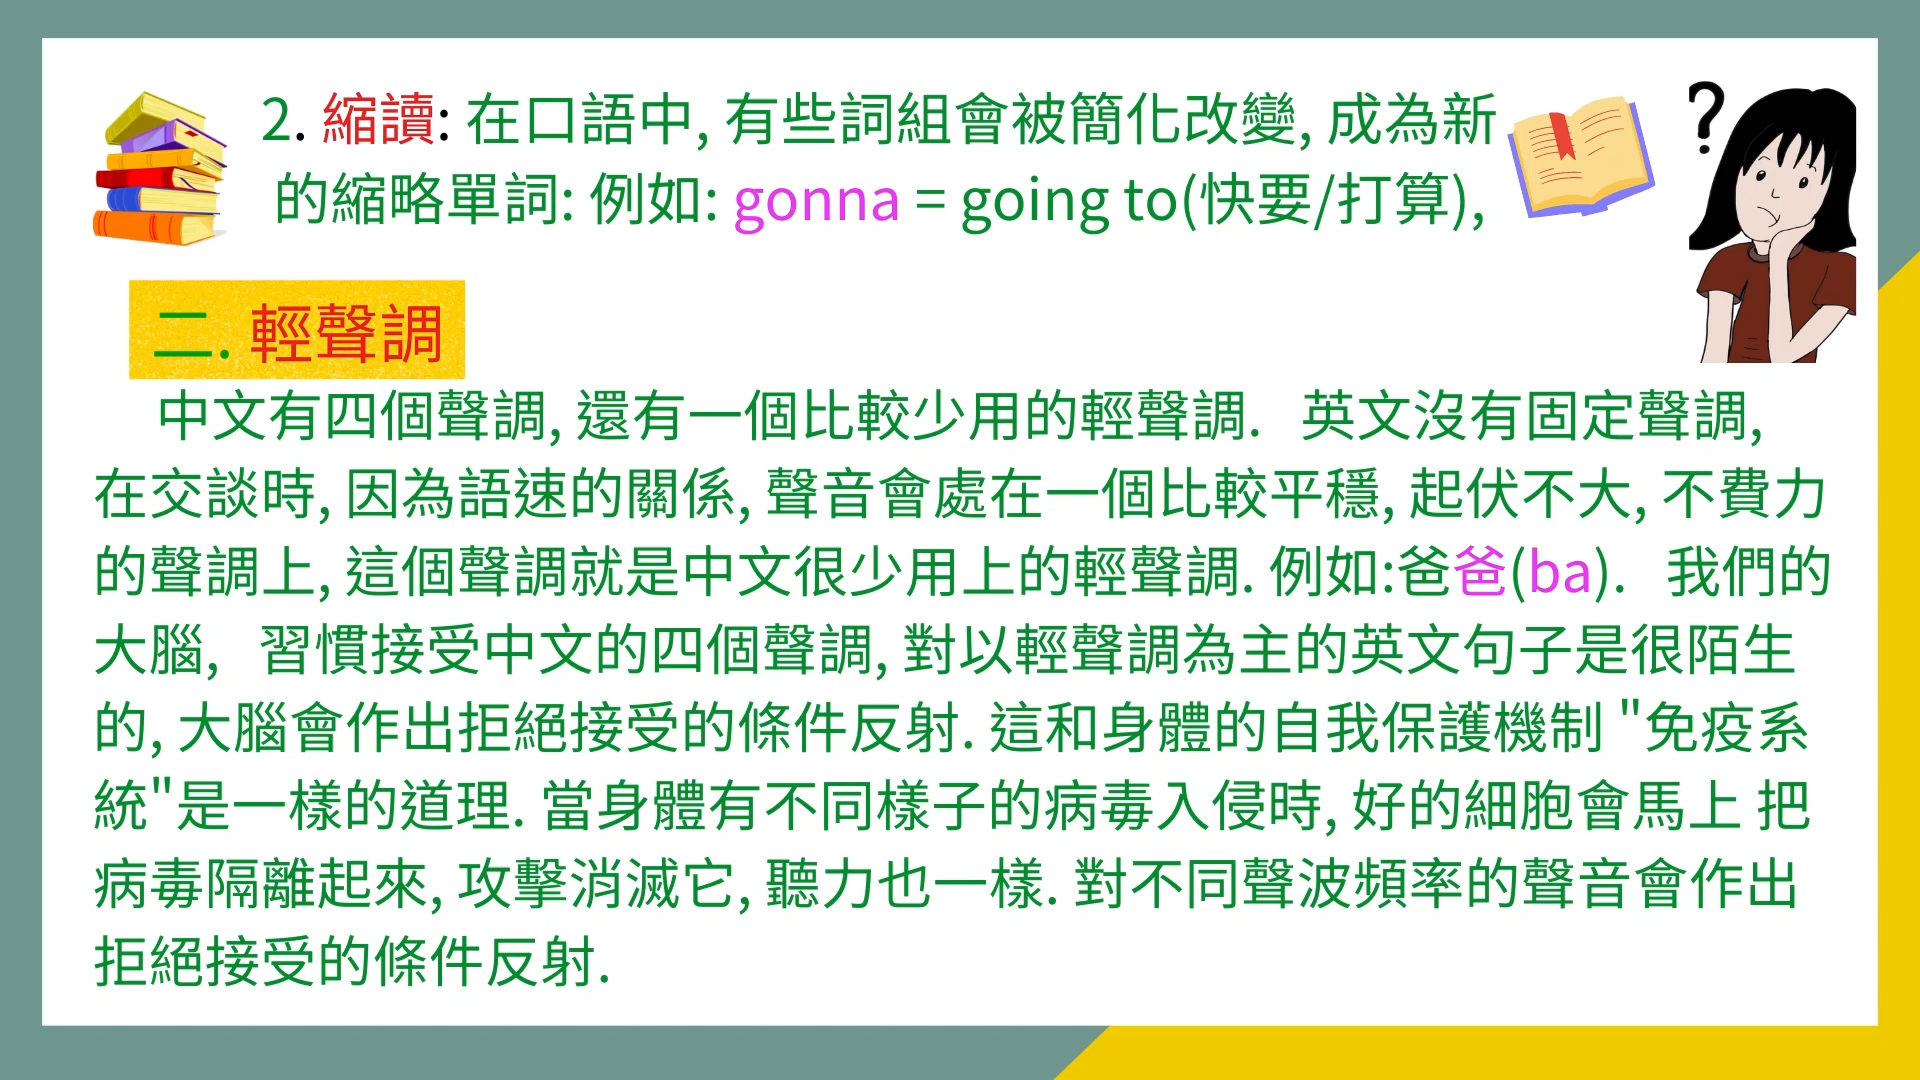 2. 縮讀: 在口語中, 有些詞組會被簡化改變, 成為新
的縮略單詞: 例如: gonna = going to(快要/打算),
?
二. 輕聲調
中文有四個聲調, 還有一個比較少用的輕聲調. 英文沒有固定聲調,
在交談時, 因為語速的關係, 聲音會處在一個比較平穩, 起伏不大, 不費力
的聲調上, 這個聲調就是中文很少用上的輕聲調. 例如:爸爸(ba). 我們的
大腦, 習慣接受中文的四個聲調, 對以輕聲調為主的英文句子是很陌生
的, 大腦會作出拒絕接受的條件反射. 這和身體的自我保護機制 "免疫系
統"是一樣的道理. 當身體有不同樣子的病毒入侵時, 好的細胞會馬上 把
病毒隔離起來, 攻擊消滅它, 聽力也一樣. 對不同聲波頻率的聲音會作出
拒絕接受的條件反射.